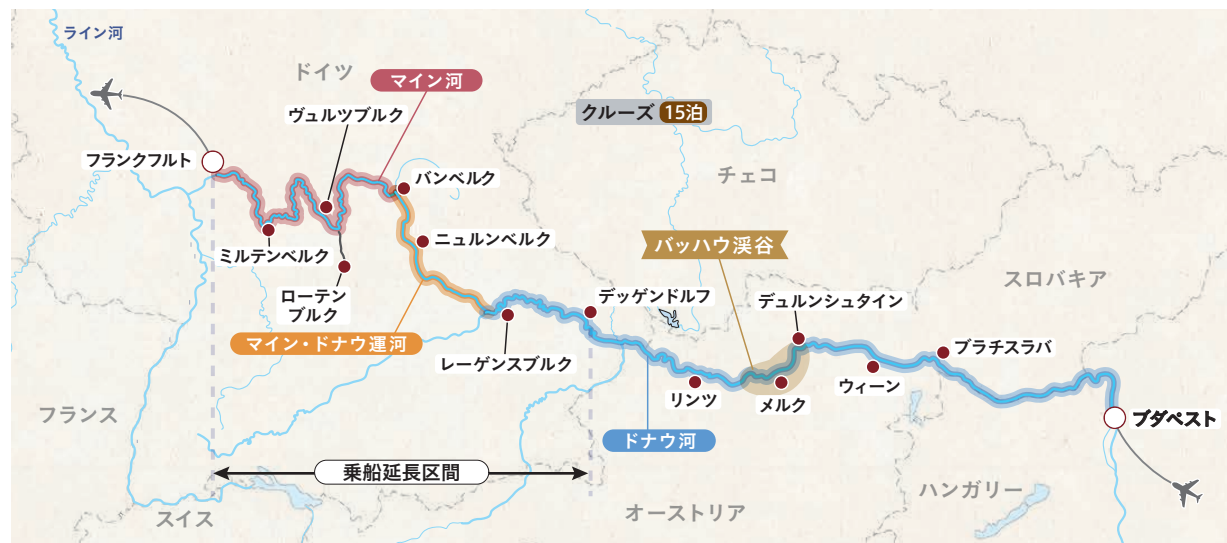 ライン河
ドイツ
マイン河
クルーズ 15泊
ヴュルツブルク
フランクフルト
バンベルク
チェコ
ニュルンベルク
バッハウ渓谷
ミルテンベルク
スロバキア
ローテン
ブルク
デッゲンドルフ
デュルンシュタイン
マイン・ドナウ運河
レーゲンスブルク
ブラチスラバ
ウィーン
リンツ
メルク
フランス
ブダペスト
ドナウ河
乗船延長区間
ハンガリー
スイス
オーストリア